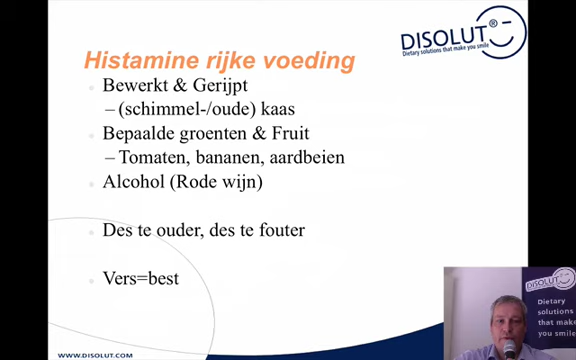 DISOLUT®
Dietary solutions that make you smile
Histamine rijke voeding
Bewerkt & Gerijpt
– (schimmel-/oude) kaas
Bepaalde groenten & Fruit
– Tomaten, bananen, aardbeien
Alcohol (Rode wijn)
Des te ouder, des te fouter
Vers=best
WWW.DISOLUT.COM
DISOLUT
Dietary
solutions
that make
you smile